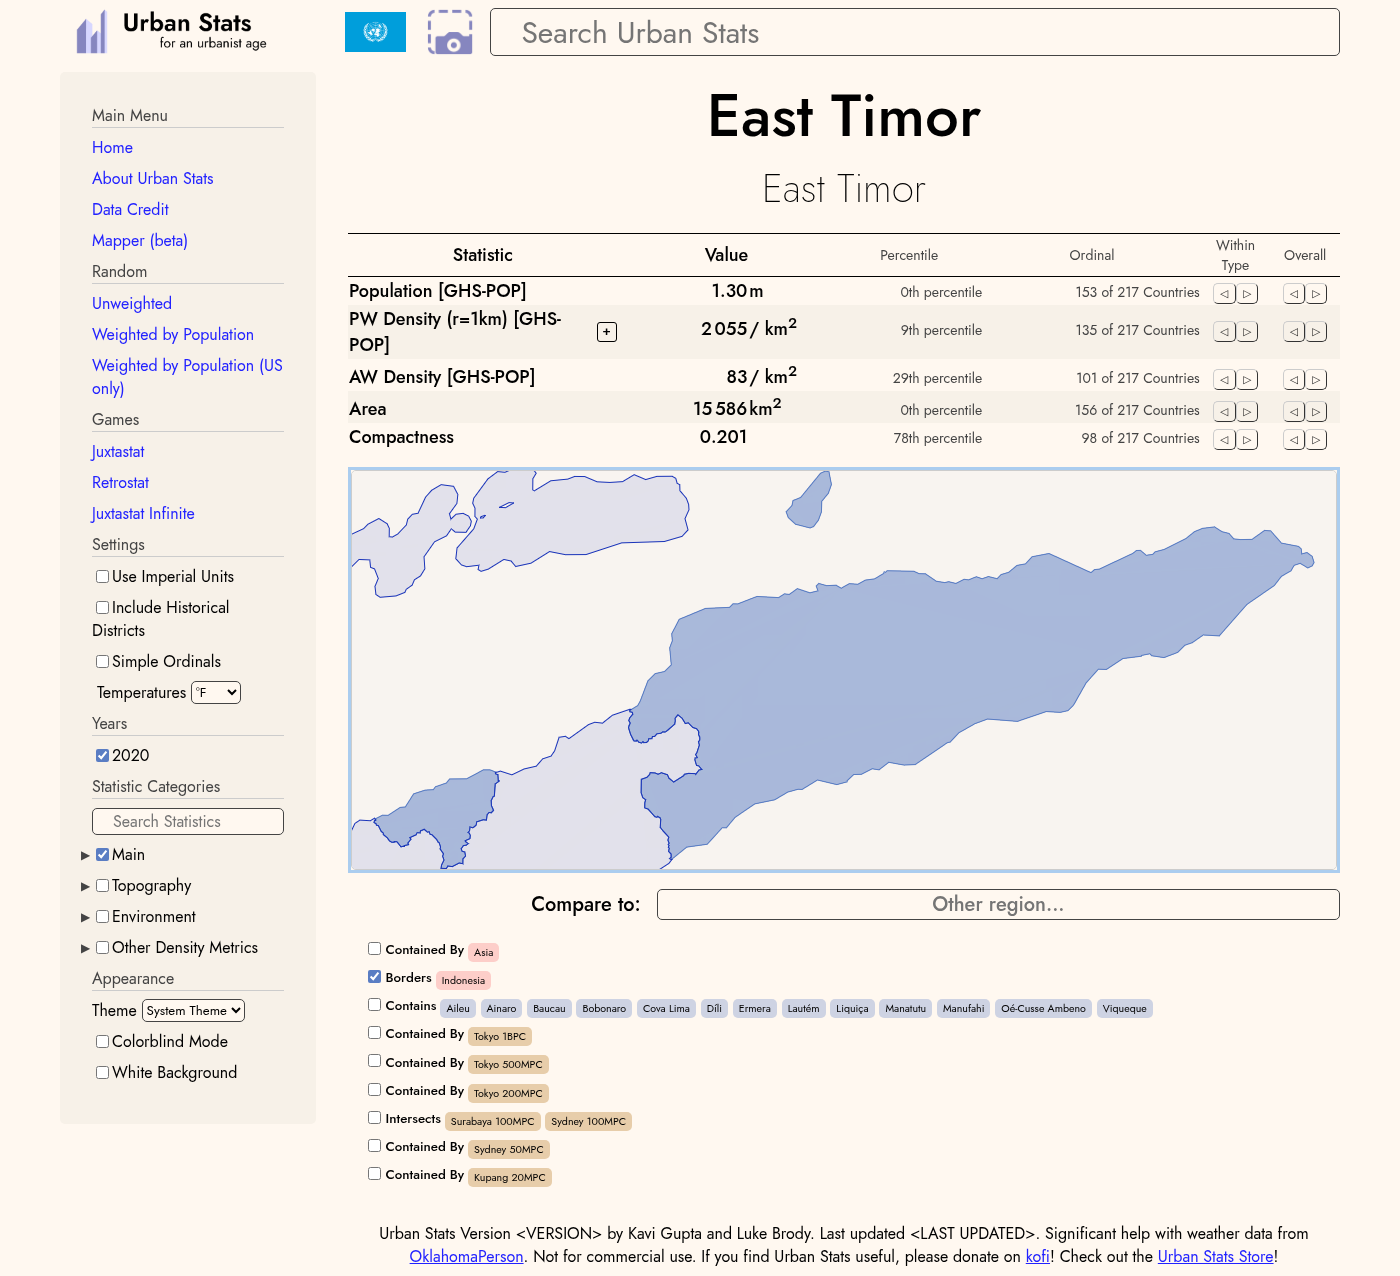 Urban Stats
for an urbanist age
Search Urban Stats
Main Menu
Home
About Urban Stats
Data Credit
Mapper (beta)
Random
Unweighted
Weighted by Population
Weighted by Population (US
only)
Games
Juxtastat
Retrostat
Juxtastat Infinite
Settings
Use Imperial Units
Include Historical
Districts
Simple Ordinals
Temperatures °F
Years
2020
Statistic Categories
Search Statistics
Main
Topography
Environment
Other Density Metrics
Appearance
Theme System Theme
Colorblind Mode
White Background
East Timor
East Timor
Statistic Value Percentile Ordinal Within Type Overall
Population [GHS-POP] 1.30 m 0th percentile 153 of 217 Countries
PW Density (r=1km) [GHS-
POP] + 2 055 / km2 9th percentile 135 of 217 Countries
AW Density [GHS-POP] 83 / km2 29th percentile 101 of 217 Countries
Area 15 586 km2 0th percentile 156 of 217 Countries
Compactness 0.201 78th percentile 98 of 217 Countries
Compare to: Other region...
Contained By Asia
Borders Indonesia
Contains Aileu Ainaro Baucau Bobonaro Cova Lima Díli Ermera Lautém Liquiça Manatutu Manufahi Oé-Cusse Ambeno Viqueque
Contained By Tokyo 1BPC
Contained By Tokyo 500MPC
Contained By Tokyo 200MPC
Intersects Surabaya 100MPC Sydney 100MPC
Contained By Sydney 50MPC
Contained By Kupang 20MPC
Urban Stats Version <VERSION> by Kavi Gupta and Luke Brody. Last updated <LAST UPDATED>. Significant help with weather data from
OklahomaPerson. Not for commercial use. If you find Urban Stats useful, please donate on kofi! Check out the Urban Stats Store!